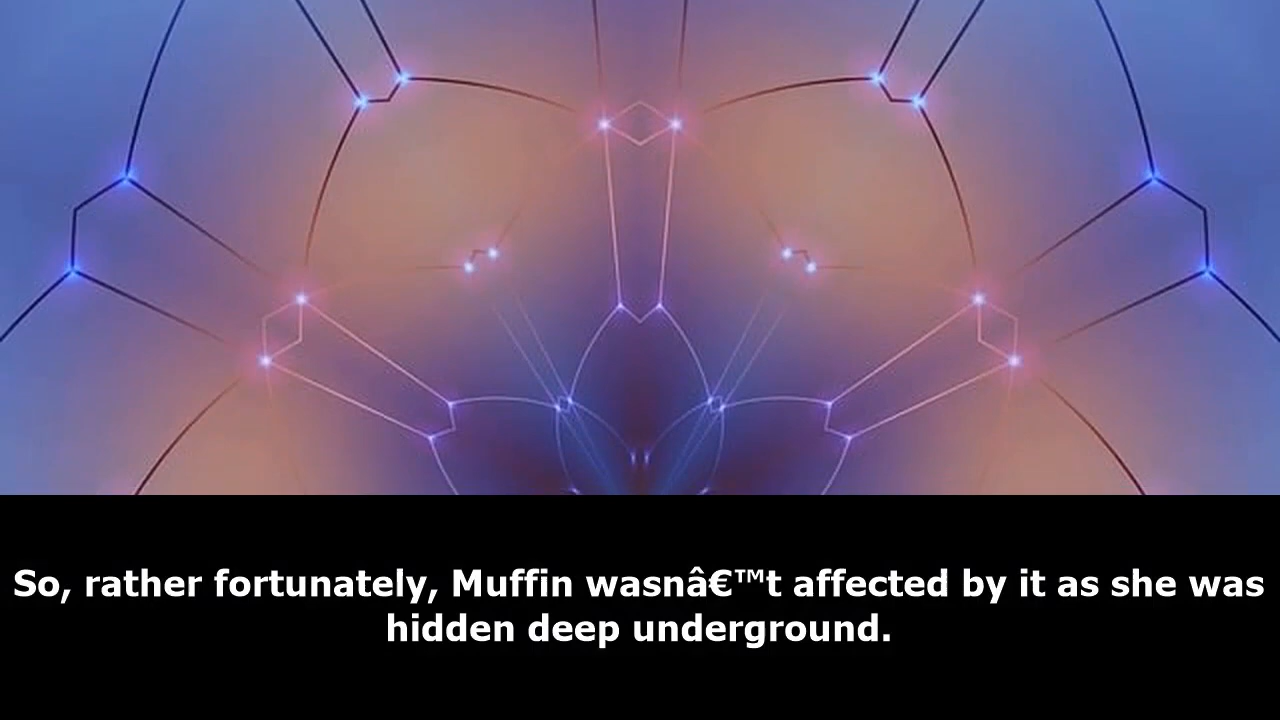 So, rather fortunately, Muffin wasnâ€™t affected by it as she was
hidden deep underground.